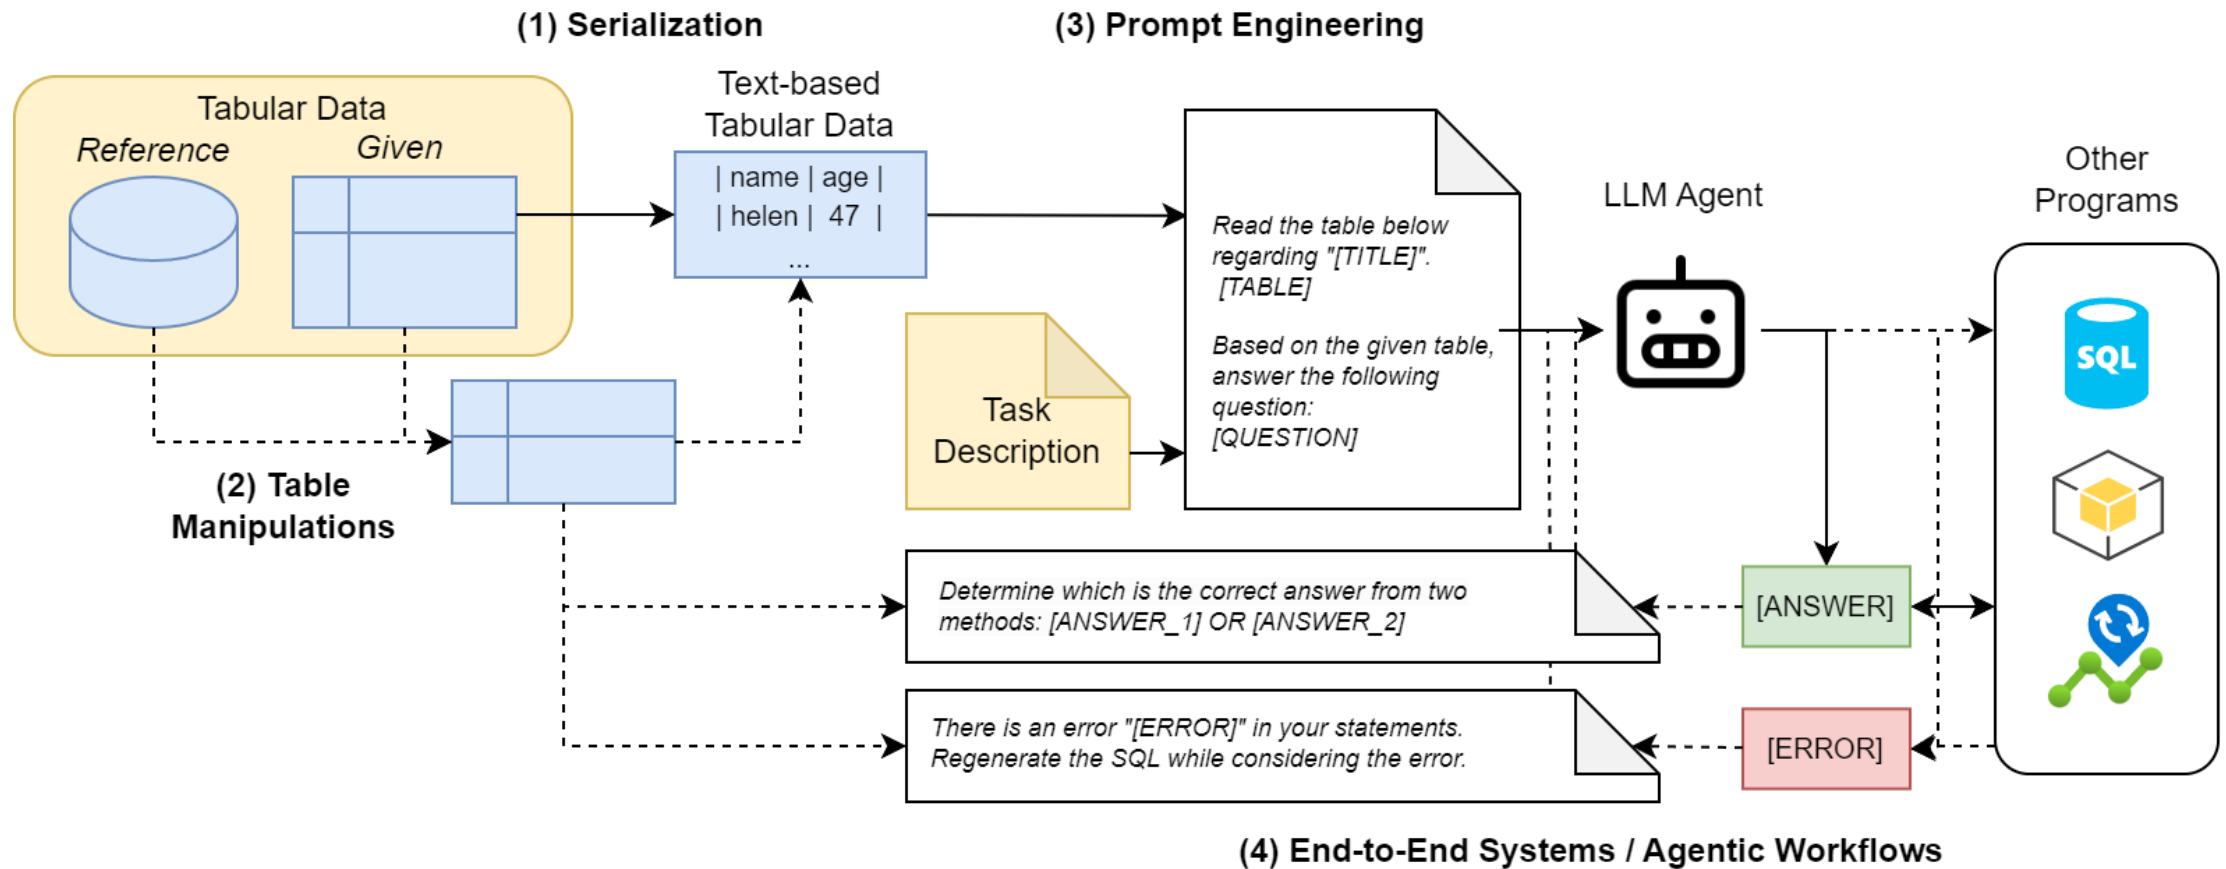 (1) Serialization
(3) Prompt Engineering
Tabular Data
Reference
Given
Text-based
Tabular Data
| name | age |
| helen | 47 |
...
Read the table below
regarding "[TITLE]".
[TABLE]
Based on the given table,
answer the following
question:
[QUESTION]
LLM Agent
Other
Programs
SQL
Task
Description
(2) Table
Manipulations
Determine which is the correct answer from two
methods: [ANSWER_1] OR [ANSWER_2]
[ANSWER]
There is an error "[ERROR]" in your statements.
Regenerate the SQL while considering the error.
[ERROR]
(4) End-to-End Systems / Agentic Workflows